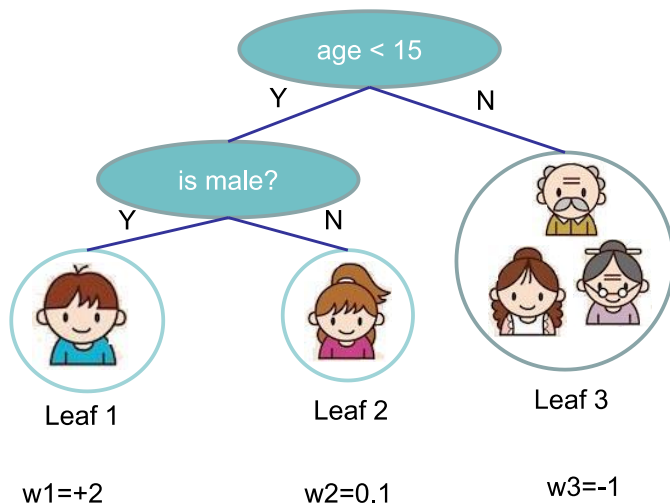 age < 15
Y
N
is male?
Y
N
Leaf 1
Leaf 2
Leaf 3
w1=+2
w2=0.1
w3=-1